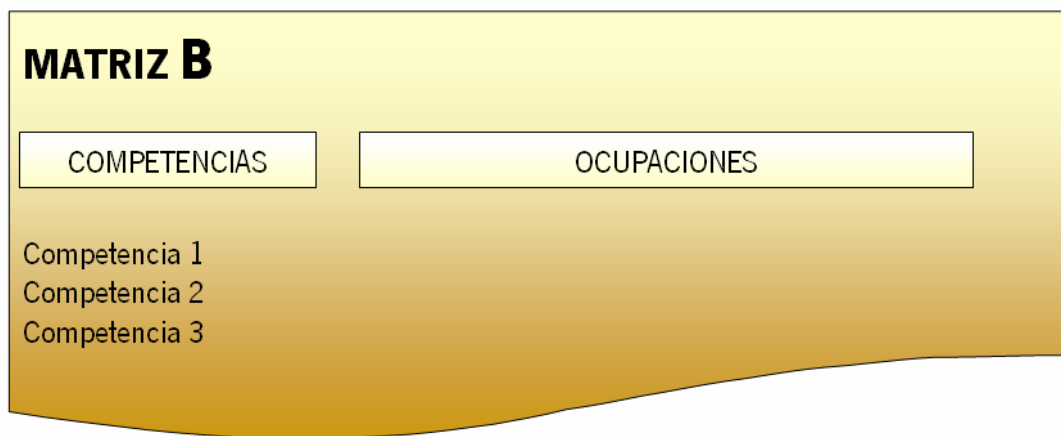 MATRIZ B
COMPETENCIAS OCUPACIONES
Competencia 1
Competencia 2
Competencia 3